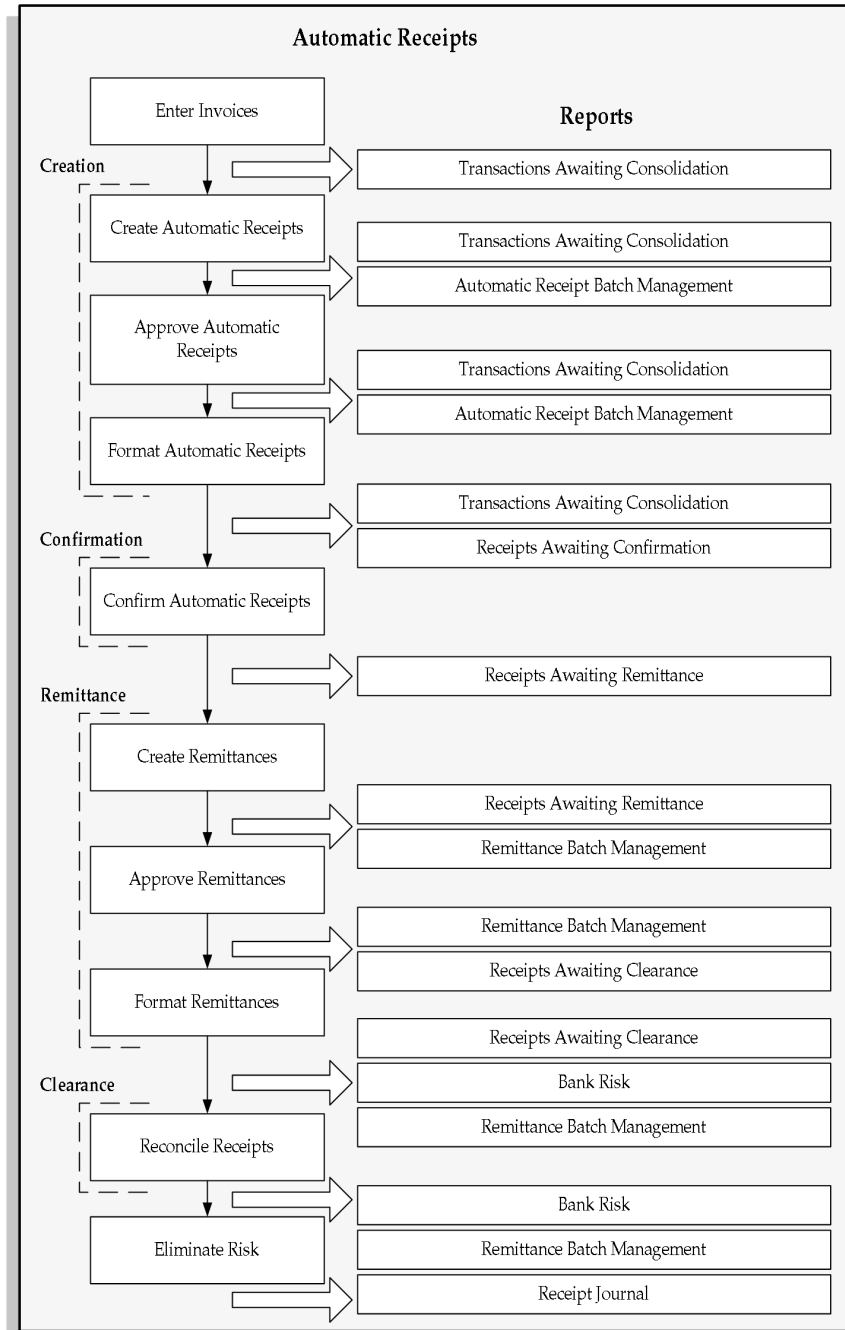 Automatic Receipts
Enter Invoices
Reports
Creation
Transactions Awaiting Consolidation
Create Automatic Receipts
Transactions Awaiting Consolidation
Automatic Receipt Batch Management
Approve Automatic
Receipts
Transactions Awaiting Consolidation
Automatic Receipt Batch Management
Format Automatic Receipts
Transactions Awaiting Consolidation
Confirmation
Receipts Awaiting Confirmation
Confirm Automatic Receipts
Receipts Awaiting Remittance
Remittance
Create Remittances
Receipts Awaiting Remittance
Remittance Batch Management
Approve Remittances
Remittance Batch Management
Receipts Awaiting Clearance
Format Remittances
Receipts Awaiting Clearance
Clearance
Bank Risk
Remittance Batch Management
Reconcile Receipts
Bank Risk
Eliminate Risk
Remittance Batch Management
Receipt Journal